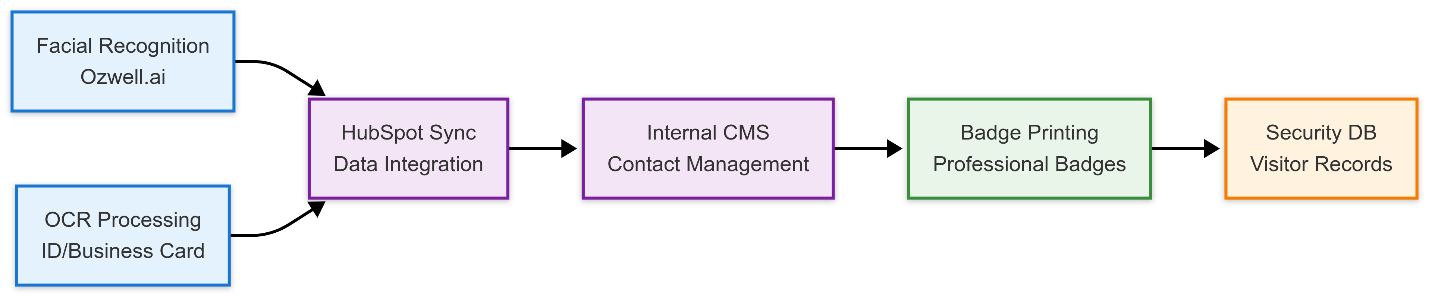 Facial Recognition
Ozwell.ai
OCR Processing
ID/Business Card
HubSpot Sync
Data Integration
Internal CMS
Contact Management
Badge Printing
Professional Badges
Security DB
Visitor Records